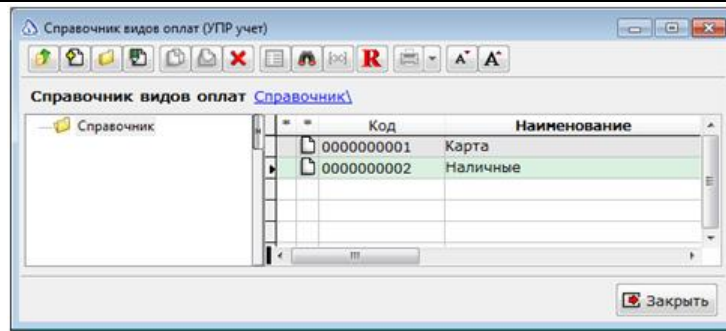 Справочник видов оплат (УПР учет)
R A A
Справочник видов оплат Справочник\
Справочник
Код Наименование
0000000001 Карта
0000000002 Наличные
Закрыть